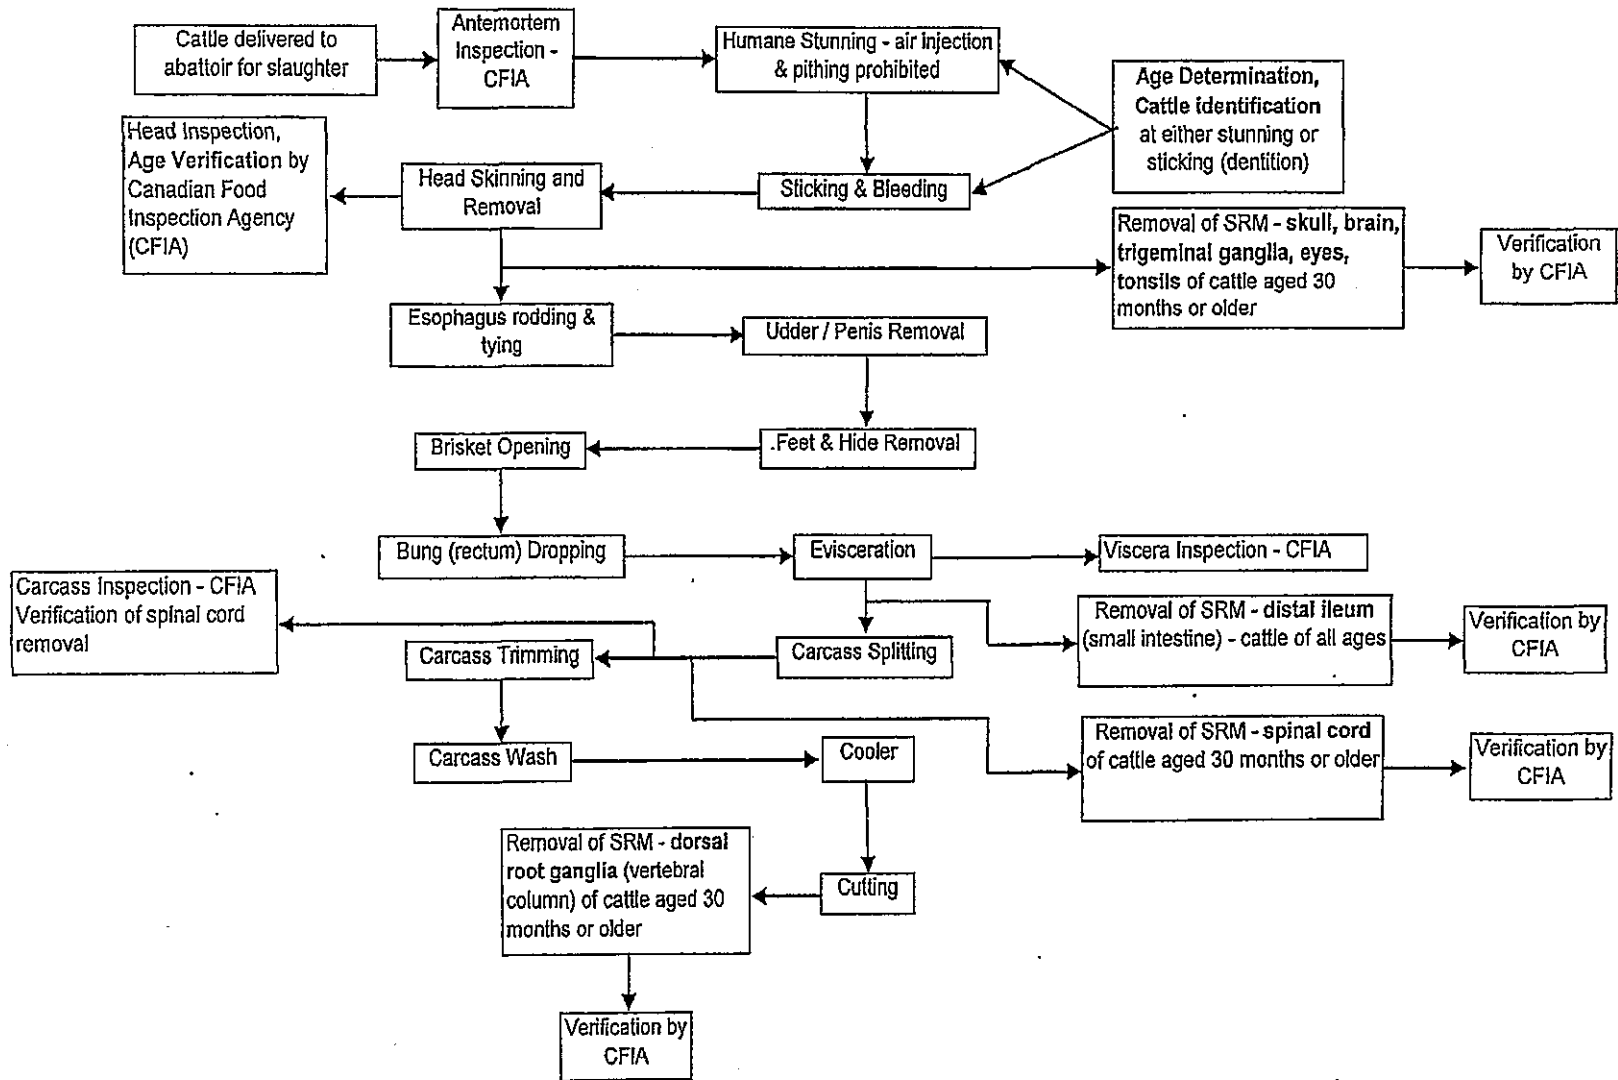 Cattle delivered to
abattoir for slaughter
Antemortem
Inspection -
CFIA
Humane Stunning - air injection
& pithing prohibited
Age Determination,
Cattle identification
at either stunning or
sticking (dentition)
Head Inspection,
Age Verification by
Canadian Food
Inspection Agency
(CFIA)
Head Skinning and
Removal
Sticking & Bleeding
Removal of SRM - skull, brain,
trigeminal ganglia, eyes,
tonsils of cattle aged 30
months or older
Verification
by CFIA
Esophagus rodding &
tying
Udder / Penis Removal
Brisket Opening
.Feet & Hide Removal
Bung (rectum) Dropping
Evisceration
Viscera Inspection - CFIA
Carcass Inspection - CFIA
Verification of spinal cord
removal
Carcass Trimming
Carcass Splitting
Removal of SRM - distal ileum
(small intestine) - cattle of all ages
Verification by
CFIA
Carcass Wash
Cooler
Removal of SRM - spinal cord
of cattle aged 30 months or older
Verification by
CFIA
Removal of SRM - dorsal
root ganglia (vertebral
column) of cattle aged 30
months or older
Cutting
Verification by
CFIA